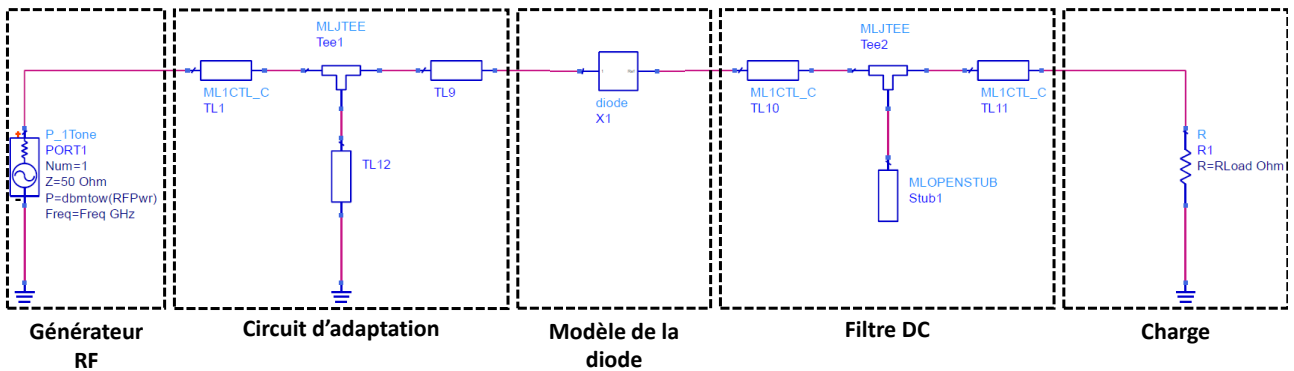 MLJTEE
Tee1
ML1CTL_C
TL1
TL9
TL12
P_1Tone
PORT1
Num=1
Z=50 Ohm
P=dbmtow(RFPwr)
Freq=Freq GHz
diode
X1
MLJTEE
Tee2
ML1CTL_C
TL10
ML1CTL_C
TL11
MLOPENSTUB
Stub1
R
R1
R=RLoad Ohm
Générateur
RF
Circuit d’adaptation
Modèle de la
diode
Filtre DC
Charge